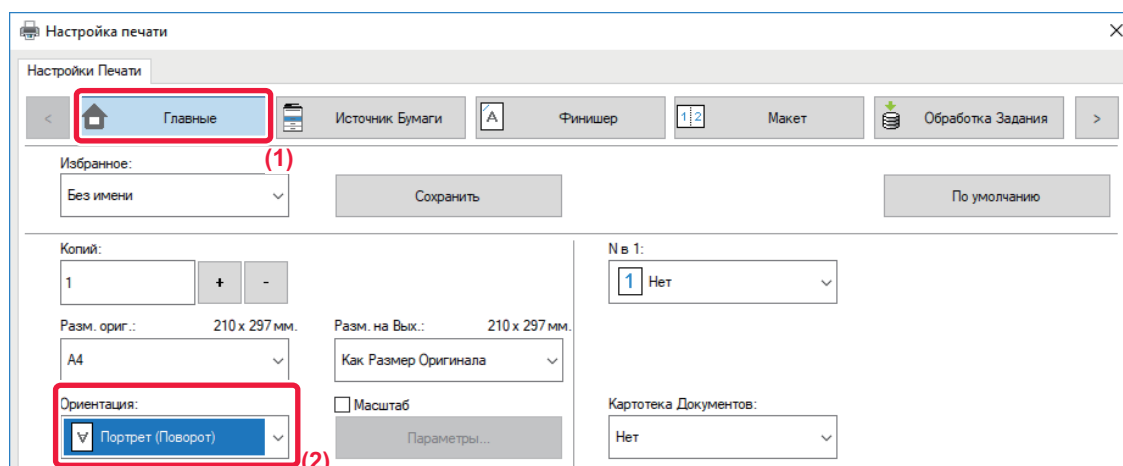 Настройка печати
Настройки Печати
< Главные Источник Бумаги A Финишер 1 2 Макет Обработка Задания >
(1)
Избранное:
Без имени Сохранить По умолчанию
Копий: N в 1:
1 + - 1 Нет
Разм. ориг.: 210 x 297 мм. Разм. на Вых.: 210 x 297 мм.
A4 Как Размер Оригинала
Ориентация: Масштаб Картотека Документов:
A Портрет (Поворот) Параметры... Нет
(2)